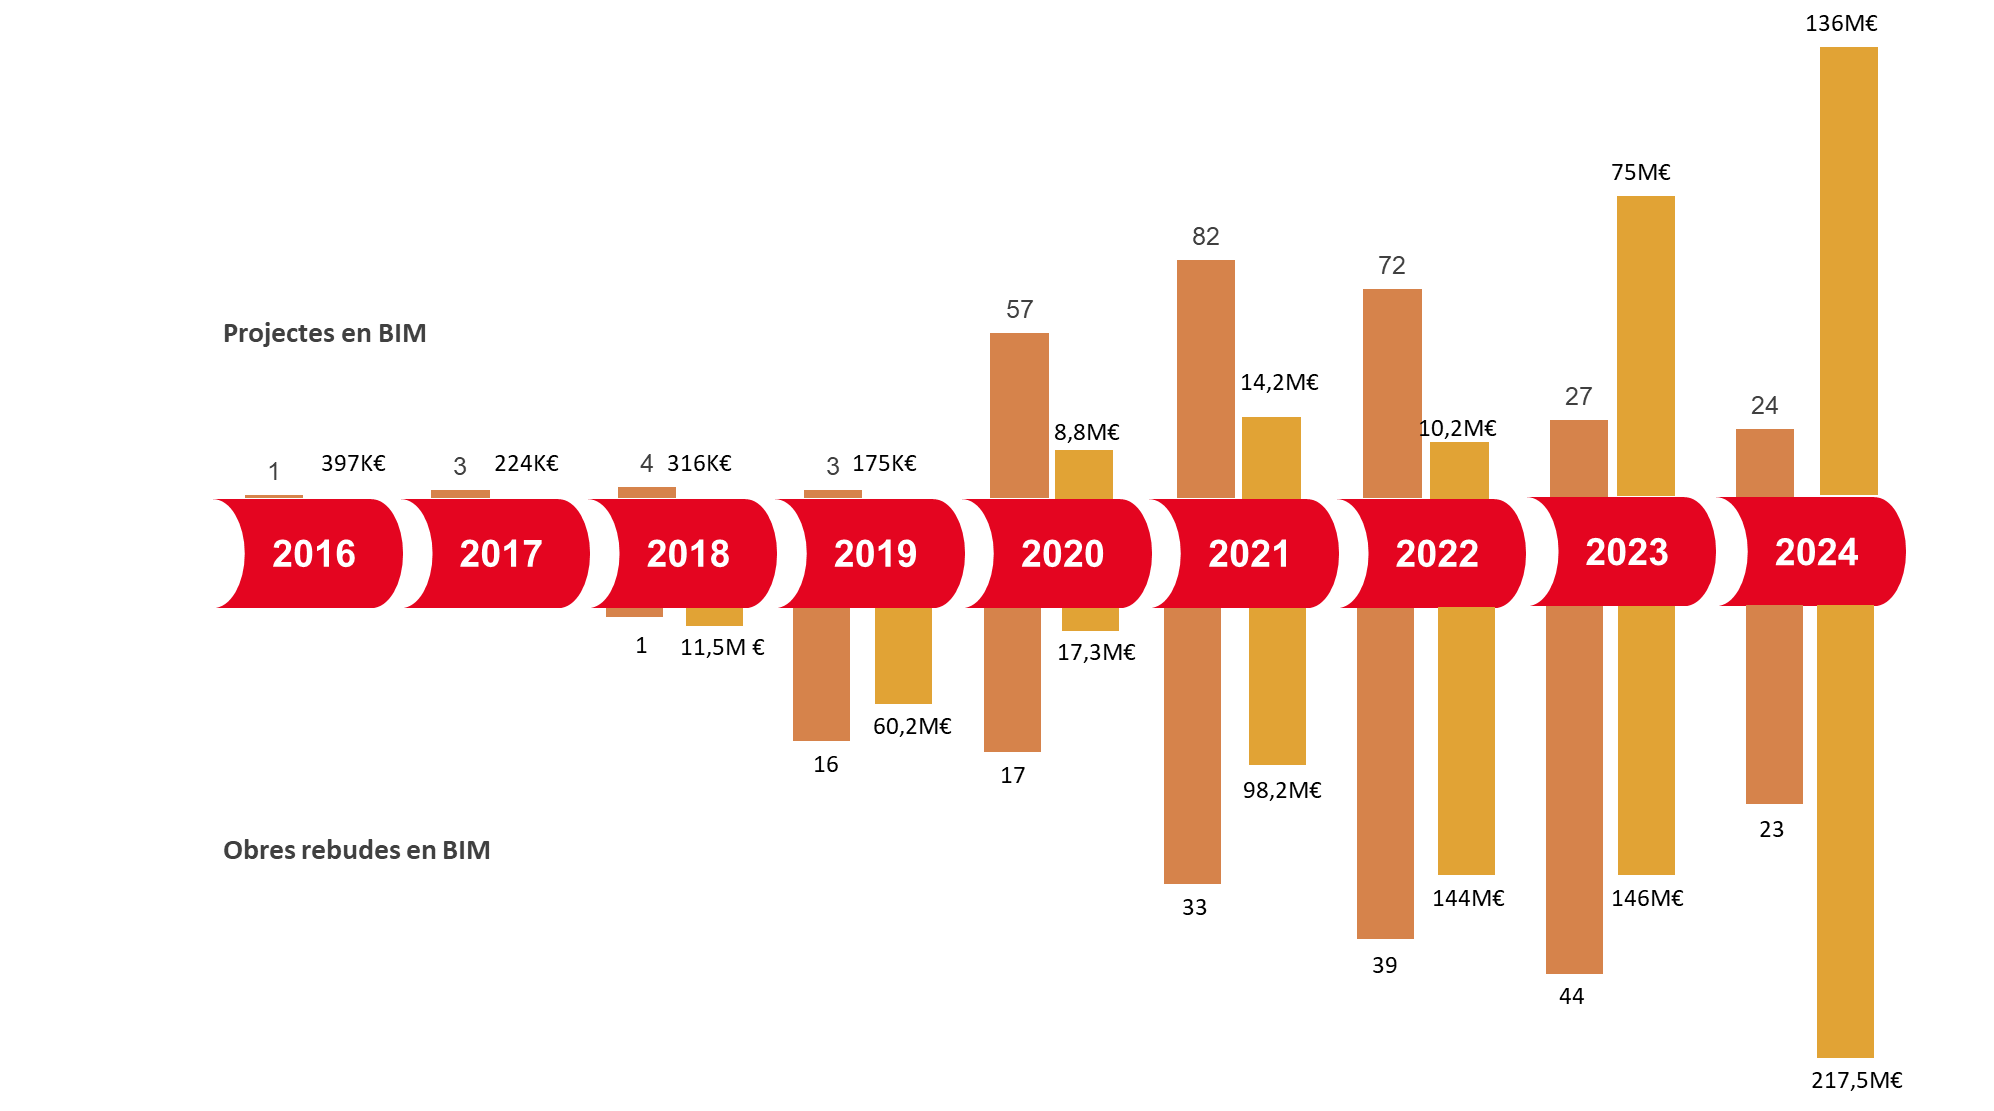 136M€
75M€
82
72
57
Projectes en BIM
14,2M€
27
24
8,8M€
10,2M€
1 397K€
3 224K€
4 316K€
3 175K€
2016 2017 2018 2019 2020 2021 2022 2023 2024
1 11,5M €
17,3M€
60,2M€
16
17
98,2M€
23
Obres rebudes en BIM
144M€
146M€
33
39
44
217,5M€